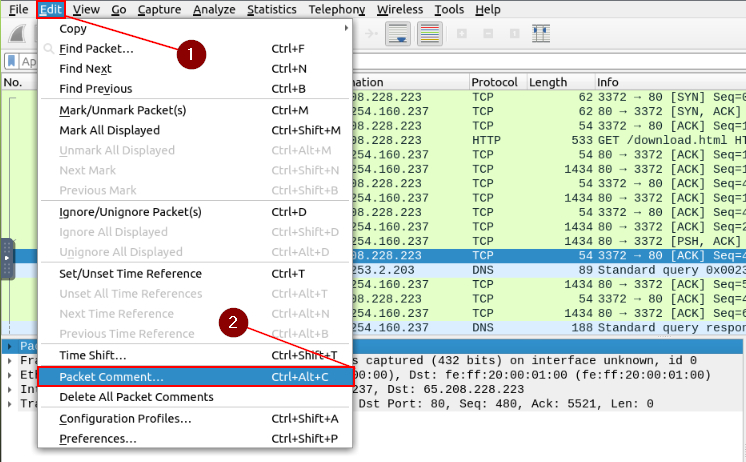 File Edit View Go Capture Analyze Statistics Telephony Wireless Tools Help
1
Copy
Find Packet... Ctrl+F
Find Next Ctrl+N
Find Previous Ctrl+B
Mark/Unmark Packet(s) Ctrl+M
Mark All Displayed Ctrl+Shift+M
Unmark All Displayed Ctrl+Alt+M
Next Mark Ctrl+Shift+N
Previous Mark Ctrl+Shift+B
Ignore/Unignore Packet(s) Ctrl+D
Ignore All Displayed Ctrl+Shift+D
Unignore All Displayed Ctrl+Alt+D
Set/Unset Time Reference Ctrl+T
Unset All Time References Ctrl+Alt+T
Next Time Reference Ctrl+Alt+N
Previous Time Reference Ctrl+Alt+B
2
Time Shift... Ctrl+Shift+T
Packet Comment... Ctrl+Alt+C
Delete All Packet Comments
Configuration Profiles... Ctrl+Shift+A
Preferences... Ctrl+Shift+P
Ap
No. nation Protocol Length Info
08.228.223 TCP 62 3372 → 80 [SYN] Seq=0
254.160.237 TCP 62 80 → 3372 [SYN, ACK]
08.228.223 TCP 54 3372 → 80 [ACK] Seq=1
08.228.223 HTTP 533 GET /download.html HT
254.160.237 TCP 54 80 → 3372 [ACK] Seq=1
254.160.237 TCP 1434 80 → 3372 [ACK] Seq=1
08.228.223 TCP 54 3372 → 80 [ACK] Seq=4
254.160.237 TCP 1434 80 → 3372 [ACK] Seq=1
08.228.223 TCP 54 3372 → 80 [ACK] Seq=4
254.160.237 TCP 1434 80 → 3372 [ACK] Seq=2
254.160.237 TCP 1434 80 → 3372 [PSH, ACK]
08.228.223 TCP 54 3372 → 80 [ACK] Seq=4
253.2.203 DNS 89 Standard query 0x0023
254.160.237 TCP 1434 80 → 3372 [ACK] Seq=5
08.228.223 TCP 54 3372 → 80 [ACK] Seq=4
254.160.237 TCP 1434 80 → 3372 [ACK] Seq=6
254.160.237 DNS 188 Standard query respon
Pac
Fra s captured (432 bits) on interface unknown, id 0
Eth 00:00), Dst: fe:ff:20:00:01:00 (fe:ff:20:00:01:00)
Int 237, Dst: 65.208.228.223
Tra Dst Port: 80, Seq: 480, Ack: 5521, Len: 0